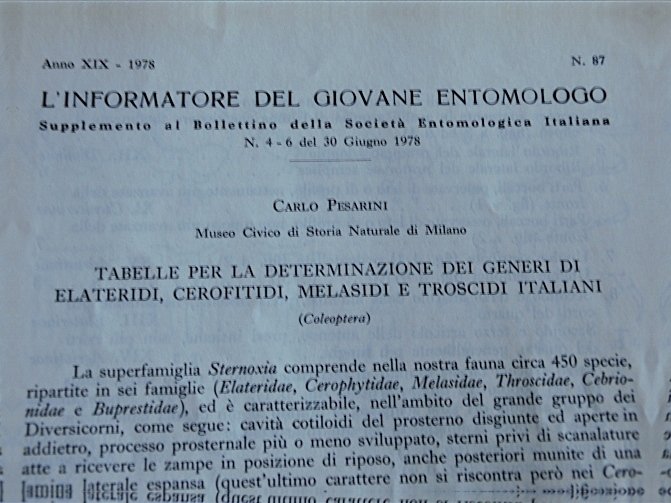 Anno XIX - 1978
N. 87
L'INFORMATORE DEL GIOVANE ENTOMOLOGO
Supplemento al Bollettino della Società Entomologica Italiana
N. 4 - 6 del 30 Giugno 1978
CARLO PESARINI
Museo Civico di Storia Naturale di Milano
TABELLE PER LA DETERMINAZIONE DEI GENERI DI
ELATERIDI, CEROFITIDI, MELASIDI E TROSCIDI ITALIANI
(Coleoptera)
La superfamiglia Sternoxia comprende nella nostra fauna circa 450 specie,
ripartite in sei famiglie (Elateridae, Cerophytidae, Melasidae, Throscidae, Cebrio-
nidae e Buprestidae), ed è caratterizzabile, nell'ambito del grande gruppo dei
Diversicorni, come segue: cavità cotiloidi del prosterno disgiunte ed aperte in
addietro, processo prosternale più o meno sviluppato, sterni privi di scanalature
atte a ricevere le zampe in posizione di riposo, anche posteriori munite di una
lamina laterale espansa (quest'ultimo carattere non si riscontra però nei Cero-